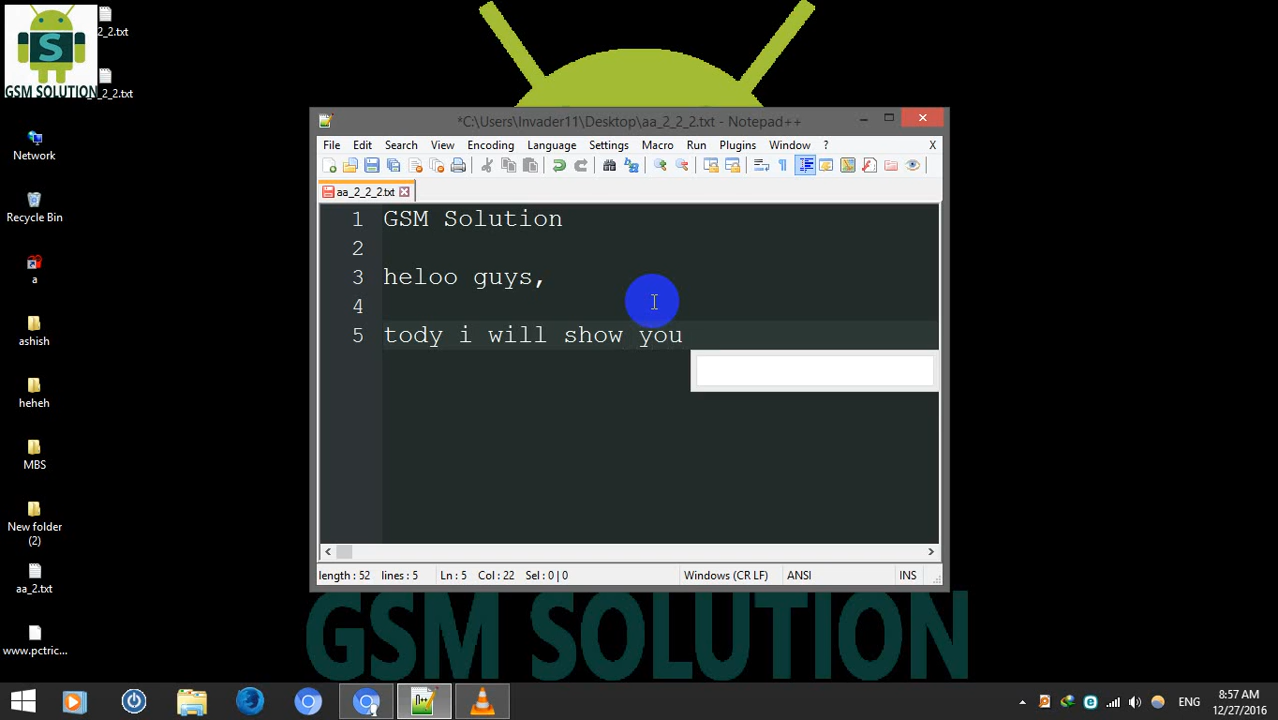 2_2.txt
GSM SOLUTION
_2_2.txt
Network
Recycle Bin
a
ashish
heheh
MBS
New folder
(2)
aa_2.txt
www.pctric...
*C:\Users\Invader11\Desktop\aa_2_2_2.txt - Notepad++
File Edit Search View Encoding Language Settings Macro Run Plugins Window ? X
aa_2_2_2.txt
1 GSM Solution
2
3 heloo guys,
4
5 tody i will show you
length : 52 lines : 5 Ln : 5 Col : 22 Sel : 0 | 0 Windows (CR LF) ANSI INS
GSM SOLUTION
ENG
8:57 AM
12/27/2016